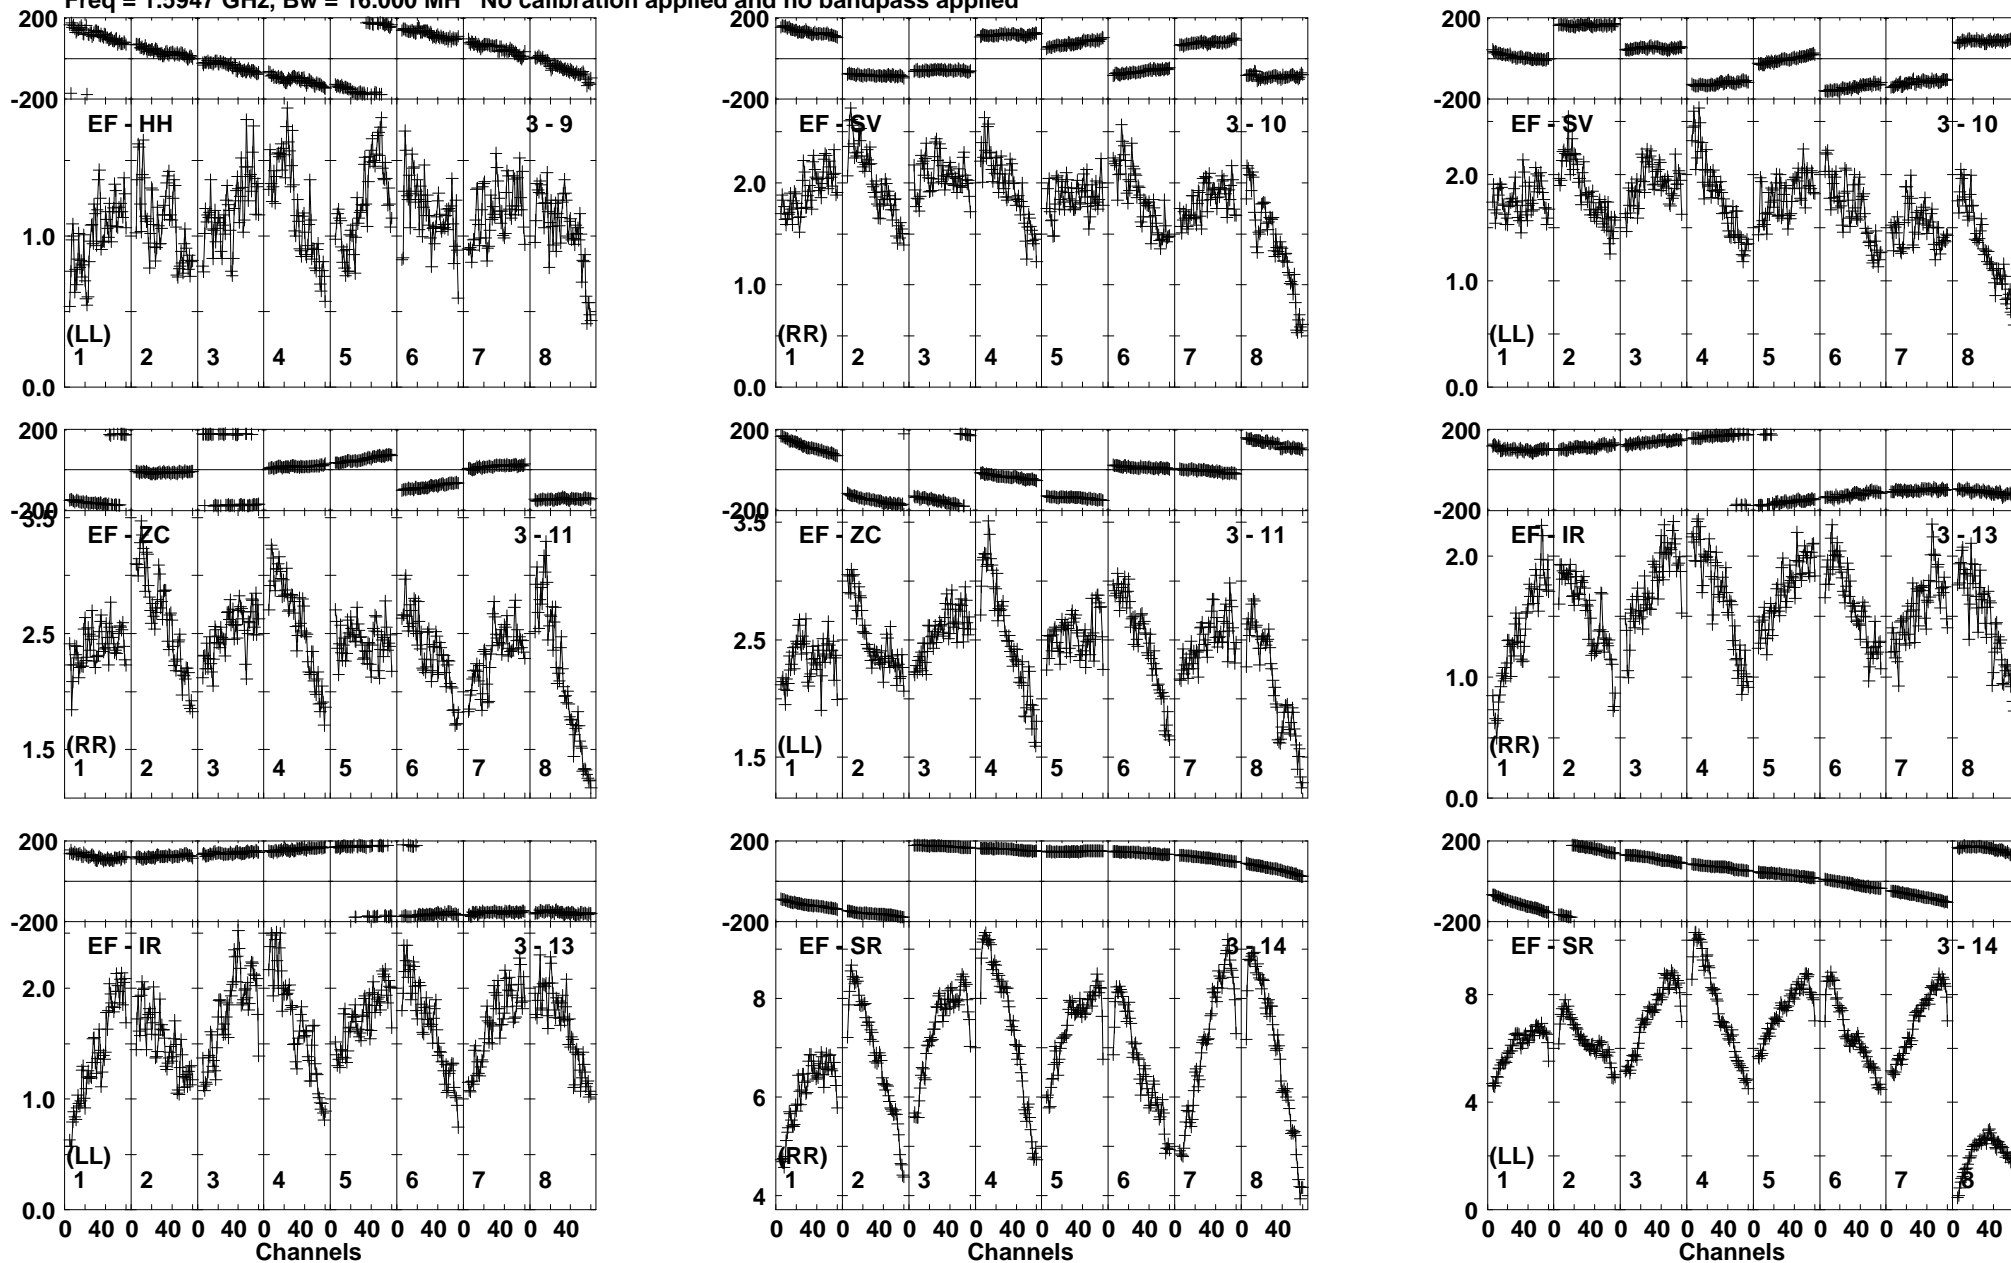 Freq = 1.5947 GHz, Bw = 16.000 MH No calibration applied and no bandpass applied
200
-200
EF - HH 3 - 9
1.0
(LL)
1 2 3 4 5 6 7 8
0.0
200
-200
EF - SV 3 - 10
2.0
1.0
(RR)
1 2 3 4 5 6 7 8
0.0
200
-200
EF - SV 3 - 10
2.0
1.0
(LL)
1 2 3 4 5 6 7 8
0.0
200
-200
3.5
EF - ZC 3 - 11
2.5
1.5
(RR)
1 2 3 4 5 6 7 8
200
-200
3.5
EF - ZC 3 - 11
2.5
1.5
(LL)
1 2 3 4 5 6 7 8
200
-200
EF - IR 3 - 13
2.0
1.0
(RR)
1 2 3 4 5 6 7 8
0.0
200
-200
EF - IR 3 - 13
2.0
1.0
(LL)
1 2 3 4 5 6 7 8
0.0
0 40 0 40 0 40 0 40 0 40 0 40 0 40 0 40
Channels
200
-200
EF - SR 3 - 14
8
6
(RR)
1 2 3 4 5 6 7 8
4
0 40 0 40 0 40 0 40 0 40 0 40 0 40 0 40
Channels
200
-200
EF - SR 3 - 14
8
4
(LL)
1 2 3 4 5 6 7 8
0
0 40 0 40 0 40 0 40 0 40 0 40 0 40 0 40
Channels